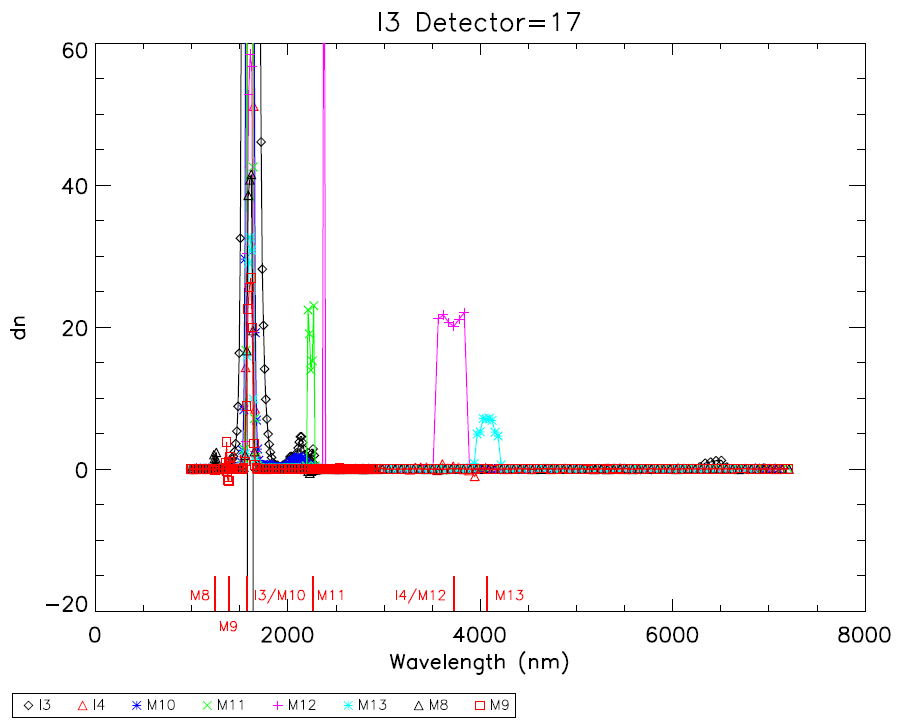 I3 Detector=17
60
40
20
0
−20
dn
M8 I3/M10 M11 I4/M12 M13
M9
0 2000 4000 6000 8000
Wavelength (nm)
I3 I4 M10 M11 M12 M13 M8 M9